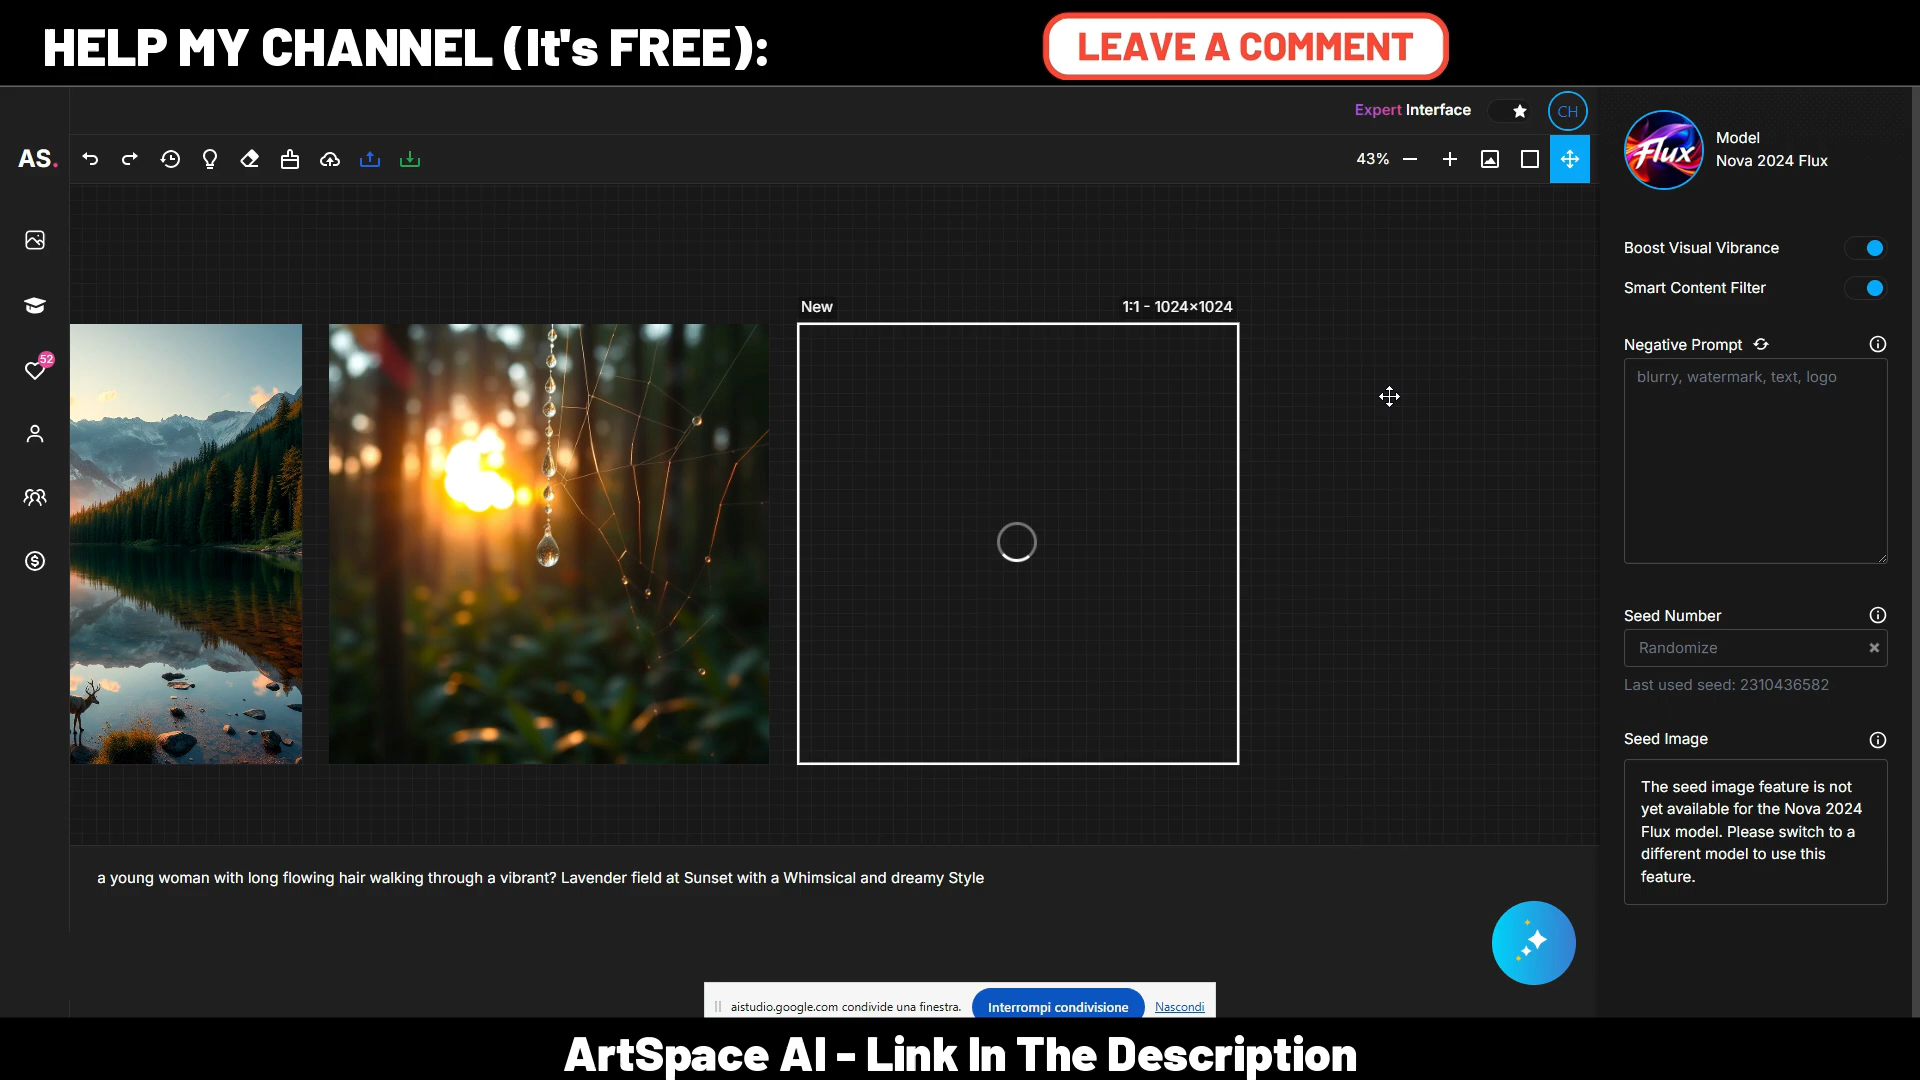 HELP MY CHANNEL (It's FREE):
LEAVE A COMMENT
Expert Interface
CH
AS.
43%
Flux
Model
Nova 2024 Flux
Boost Visual Vibrance
Smart Content Filter
New
1:1 - 1024×1024
Negative Prompt
blurry, watermark, text, logo
52
Seed Number
Randomize
Last used seed: 2310436582
Seed Image
The seed image feature is not
yet available for the Nova 2024
Flux model. Please switch to a
different model to use this
feature.
a young woman with long flowing hair walking through a vibrant? Lavender field at Sunset with a Whimsical and dreamy Style
aistudio.google.com condivide una finestra.
Interrompi condivisione
Nascondi
ArtSpace AI - Link In The Description